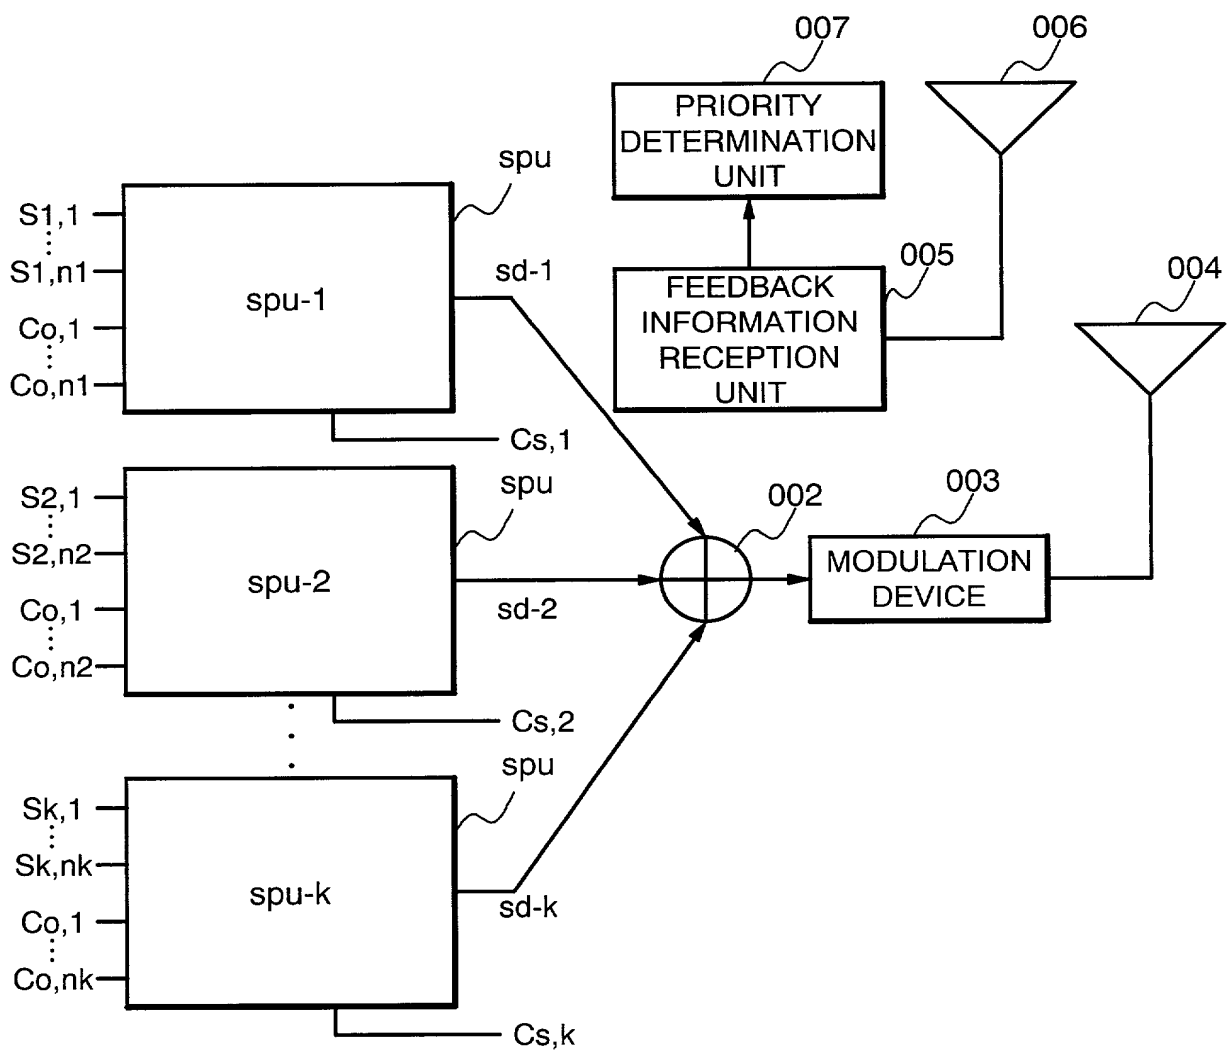 007
006
PRIORITY
DETERMINATION
UNIT
spu
S1,1
S1,n1
Co,1
Co,n1
spu-1
sd-1
005
FEEDBACK
INFORMATION
RECEPTION
UNIT
004
Cs,1
S2,1
S2,n2
Co,1
Co,n2
spu-2
spu
sd-2
002
003
MODULATION
DEVICE
Cs,2
spu
Sk,1
Sk,nk
Co,1
Co,nk
spu-k
sd-k
Cs,k